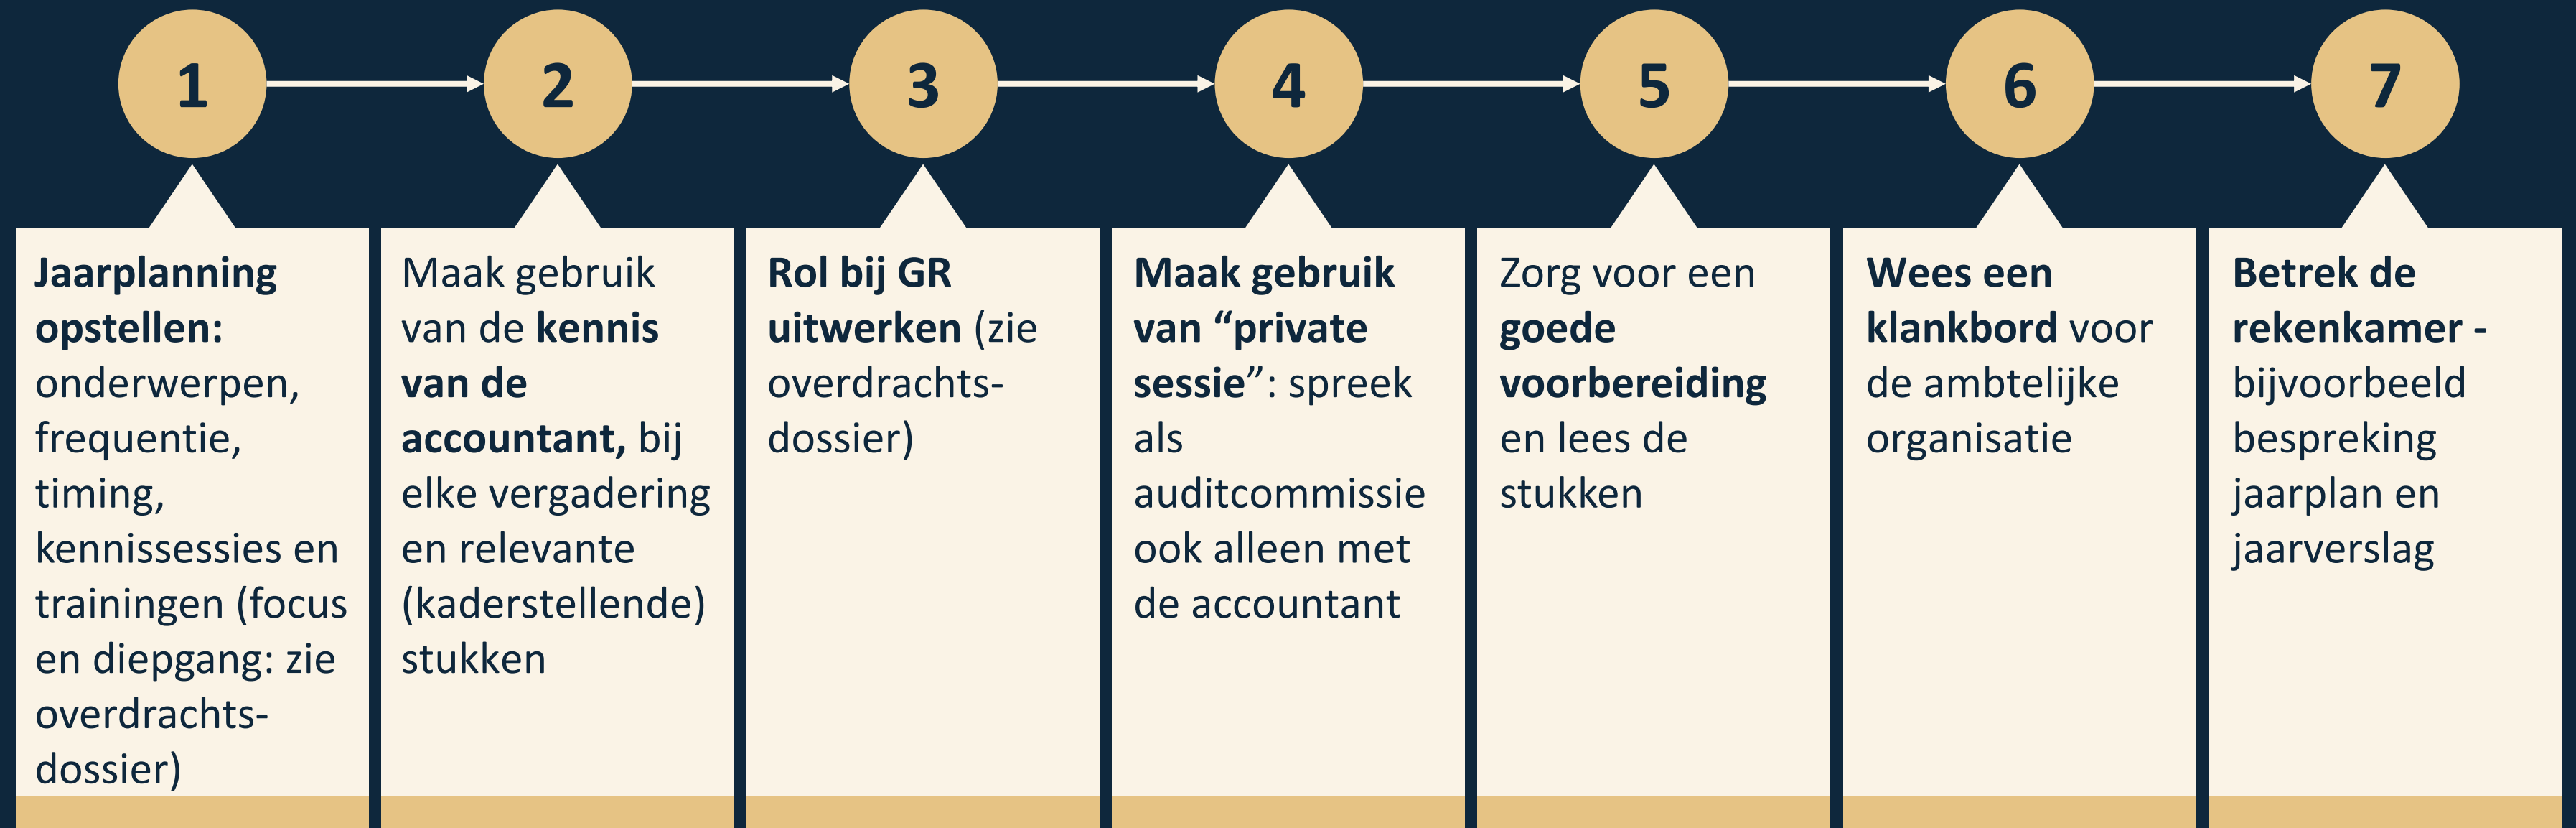 1
2
3
4
5
6
7
Jaarplanning
opstellen:
onderwerpen,
frequentie,
timing,
kennissessies en
trainingen (focus
en diepgang: zie
overdrachts-
dossier)
Maak gebruik
van de kennis
van de
accountant, bij
elke vergadering
en relevante
(kaderstellende)
stukken
Rol bij GR
uitwerken (zie
overdrachts-
dossier)
Maak gebruik
van “private
sessie”: spreek
als
auditcommissie
ook alleen met
de accountant
Zorg voor een
goede
voorbereiding
en lees de
stukken
Wees een
klankbord voor
de ambtelijke
organisatie
Betrek de
rekenkamer -
bijvoorbeeld
bespreking
jaarplan en
jaarverslag